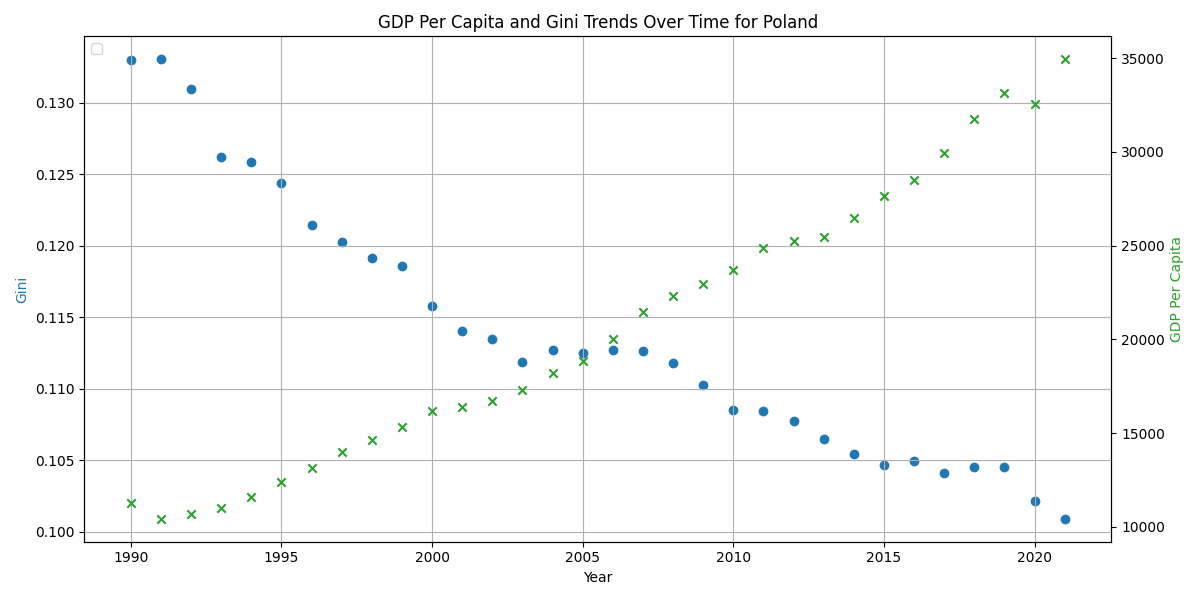 GDP Per Capita and Gini Trends Over Time for Poland
Gini
0.130
0.125
0.120
0.115
0.110
0.105
0.100
35000
30000
25000
20000
15000
10000
GDP Per Capita
1990 1995 2000 2005 2010 2015 2020
Year